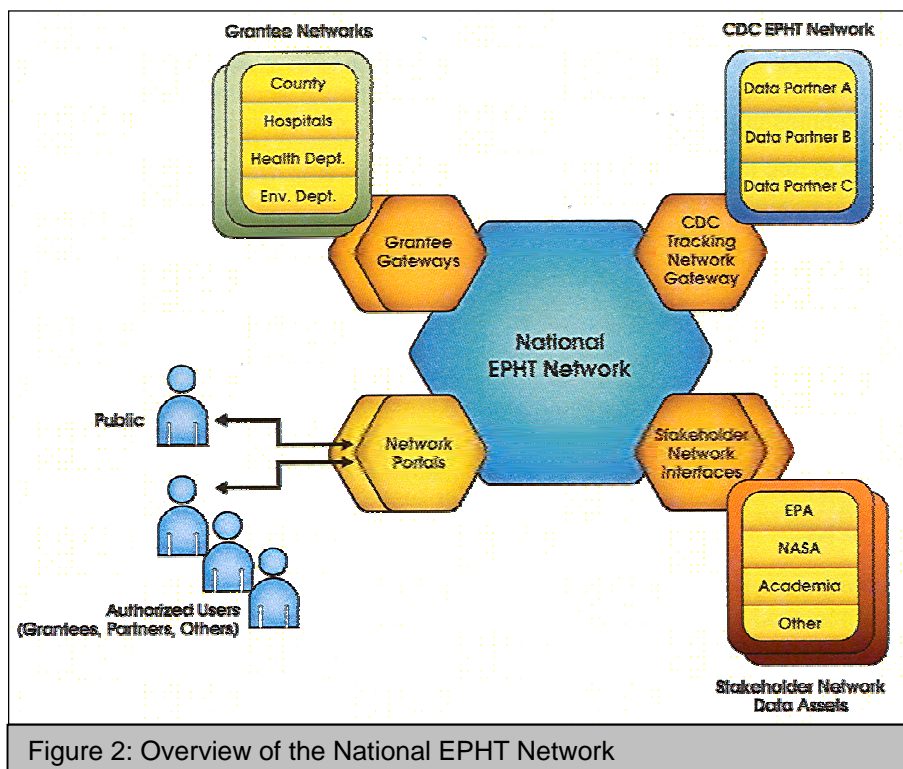 Grantee Networks
County
Hospitals
Health Dept.
Env. Dept.
CDC EPHT Network
Data Partner A
Data Partner B
Data Partner C
Grantee
Gateways
CDC
Tracking
Network
Gateway
National
EPHT Network
Public
Network
Portals
Stakeholder
Network
Interfaces
Authorized Users
(Grantees, Partners, Others)
EPA
NASA
Academia
Other
Stakeholder Network
Data Assets
Figure 2: Overview of the National EPHT Network